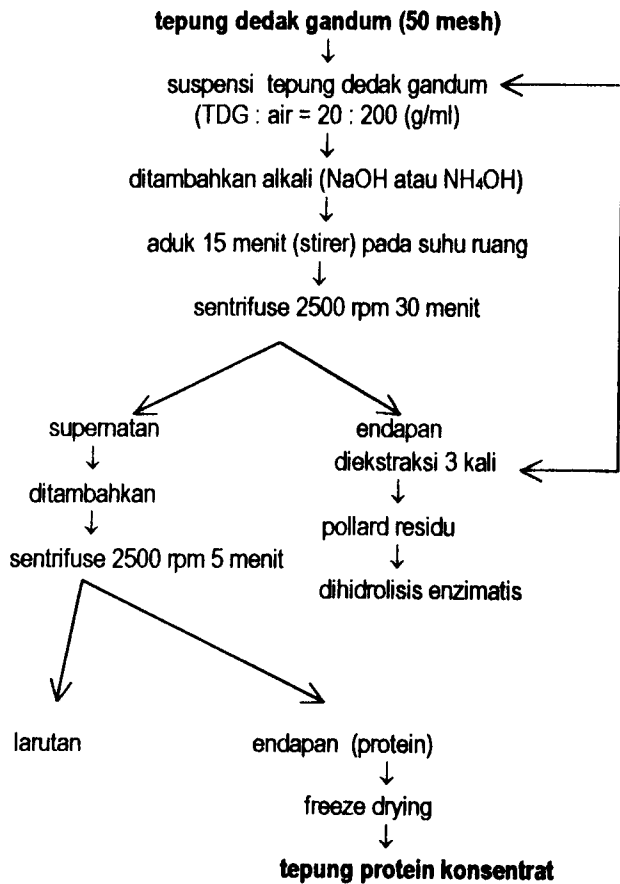 tepung dedak gandum (50 mesh)
suspensi tepung dedak gandum
(TDG : air = 20 : 200 (g/ml)
ditambahkan alkali (NaOH atau NH₄OH)
aduk 15 menit (stirer) pada suhu ruang
sentrifuse 2500 rpm 30 menit
supernatan
ditambahkan
sentrifuse 2500 rpm 5 menit
endapan
diekstraksi 3 kali
pollard residu
dihidrolisis enzimatis
larutan
endapan (protein)
freeze drying
tepung protein konsentrat